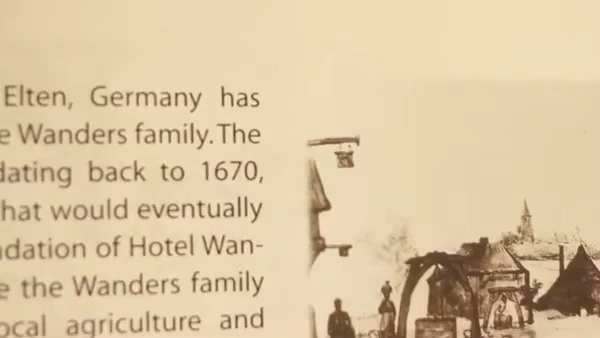 Elten, Germany has
e Wanders family. The
dating back to 1670,
hat would eventually
ndation of Hotel Wan-
e the Wanders family
ocal agriculture and